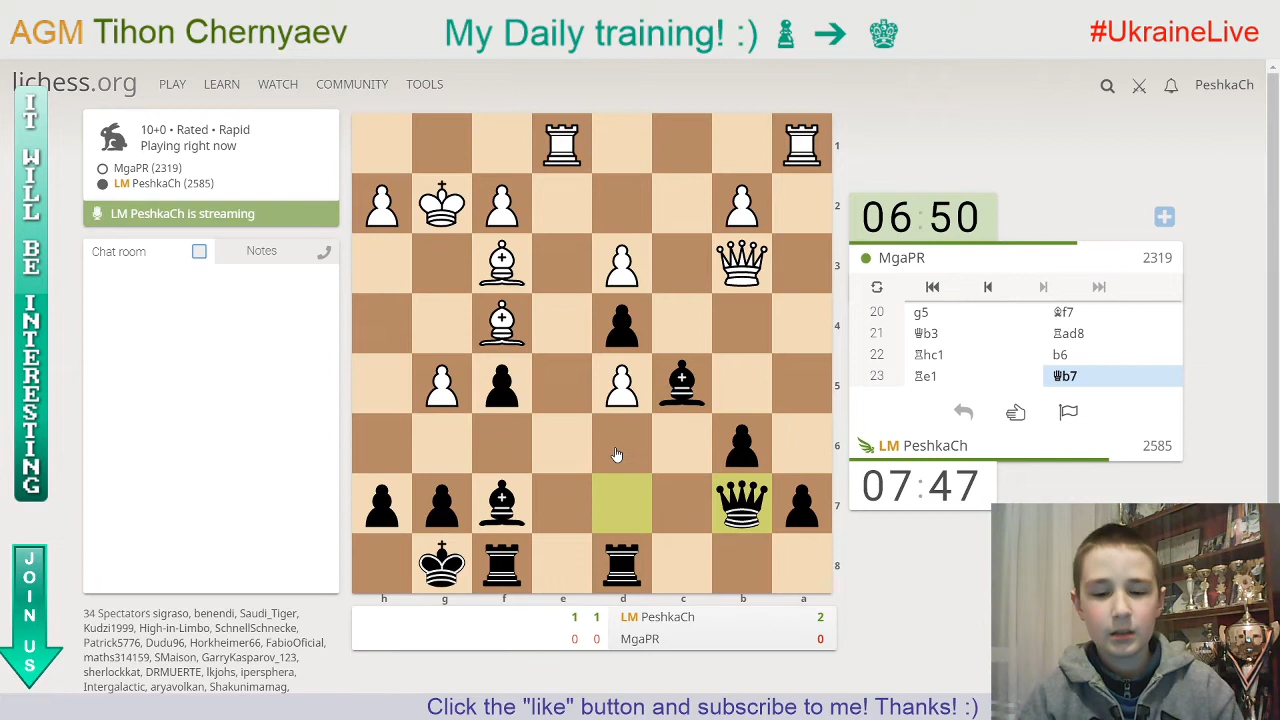 AGM Tihon Chernyaev
My Daily training! :)
#UkraineLive
lichess.org
PLAY LEARN WATCH COMMUNITY TOOLS
PeshkaCh
IT WILL BE INTERESTING
JOIN US
10+0 • Rated • Rapid
Playing right now
MgaPR (2319)
LM PeshkaCh (2585)
LM PeshkaCh is streaming
Chat room
Notes
34 Spectators sigraso, benendi, Saudi_Tiger,
Kudzi1999, High-in-Limbo, SchnellSchnecke,
Patrick5776, Dudu96, Horkheimer66, FabioOficial,
maths314159, SMaison, GarryKasparov_123,
sherlockkat, DRMUERTE, lkjohs, ipersphera,
Intergalactic, aryavolkan, Shakunimamag,
1
2
3
4
5
6
7
8
h g f e d c b a
1 1 LM PeshkaCh 2
0 0 MgaPR 0
06:50
MgaPR 2319
20 g5 ♗f7
21 ♕b3 ♖ad8
22 ♖hc1 b6
23 ♖e1 ♕b7
LM PeshkaCh 2585
07:47
Click the "like" button and subscribe to me! Thanks! :)